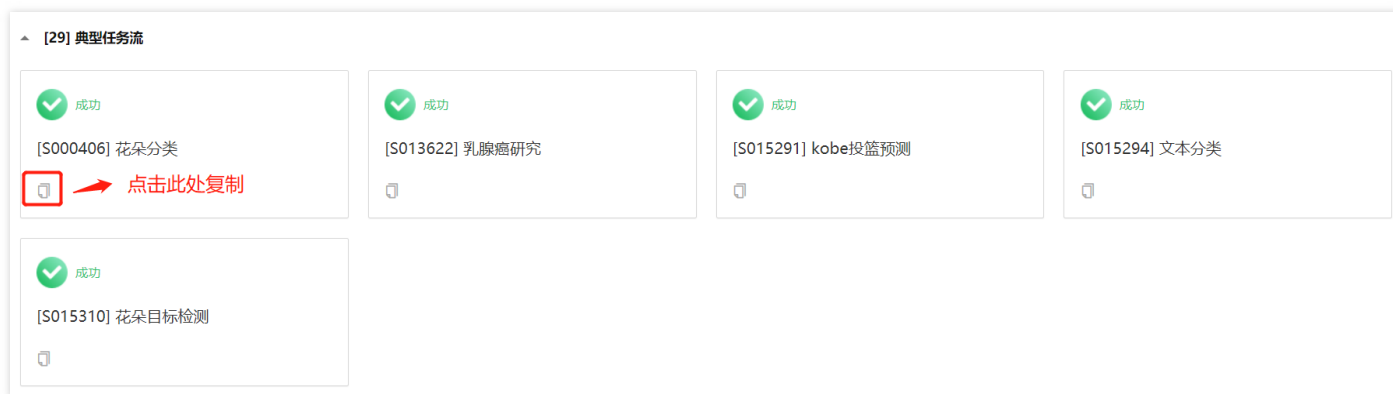 [29] 典型任务流
成功
[S000406] 花朵分类
点击此处复制
成功
[S013622] 乳腺癌研究
成功
[S015291] kobe投篮预测
成功
[S015294] 文本分类
成功
[S015310] 花朵目标检测